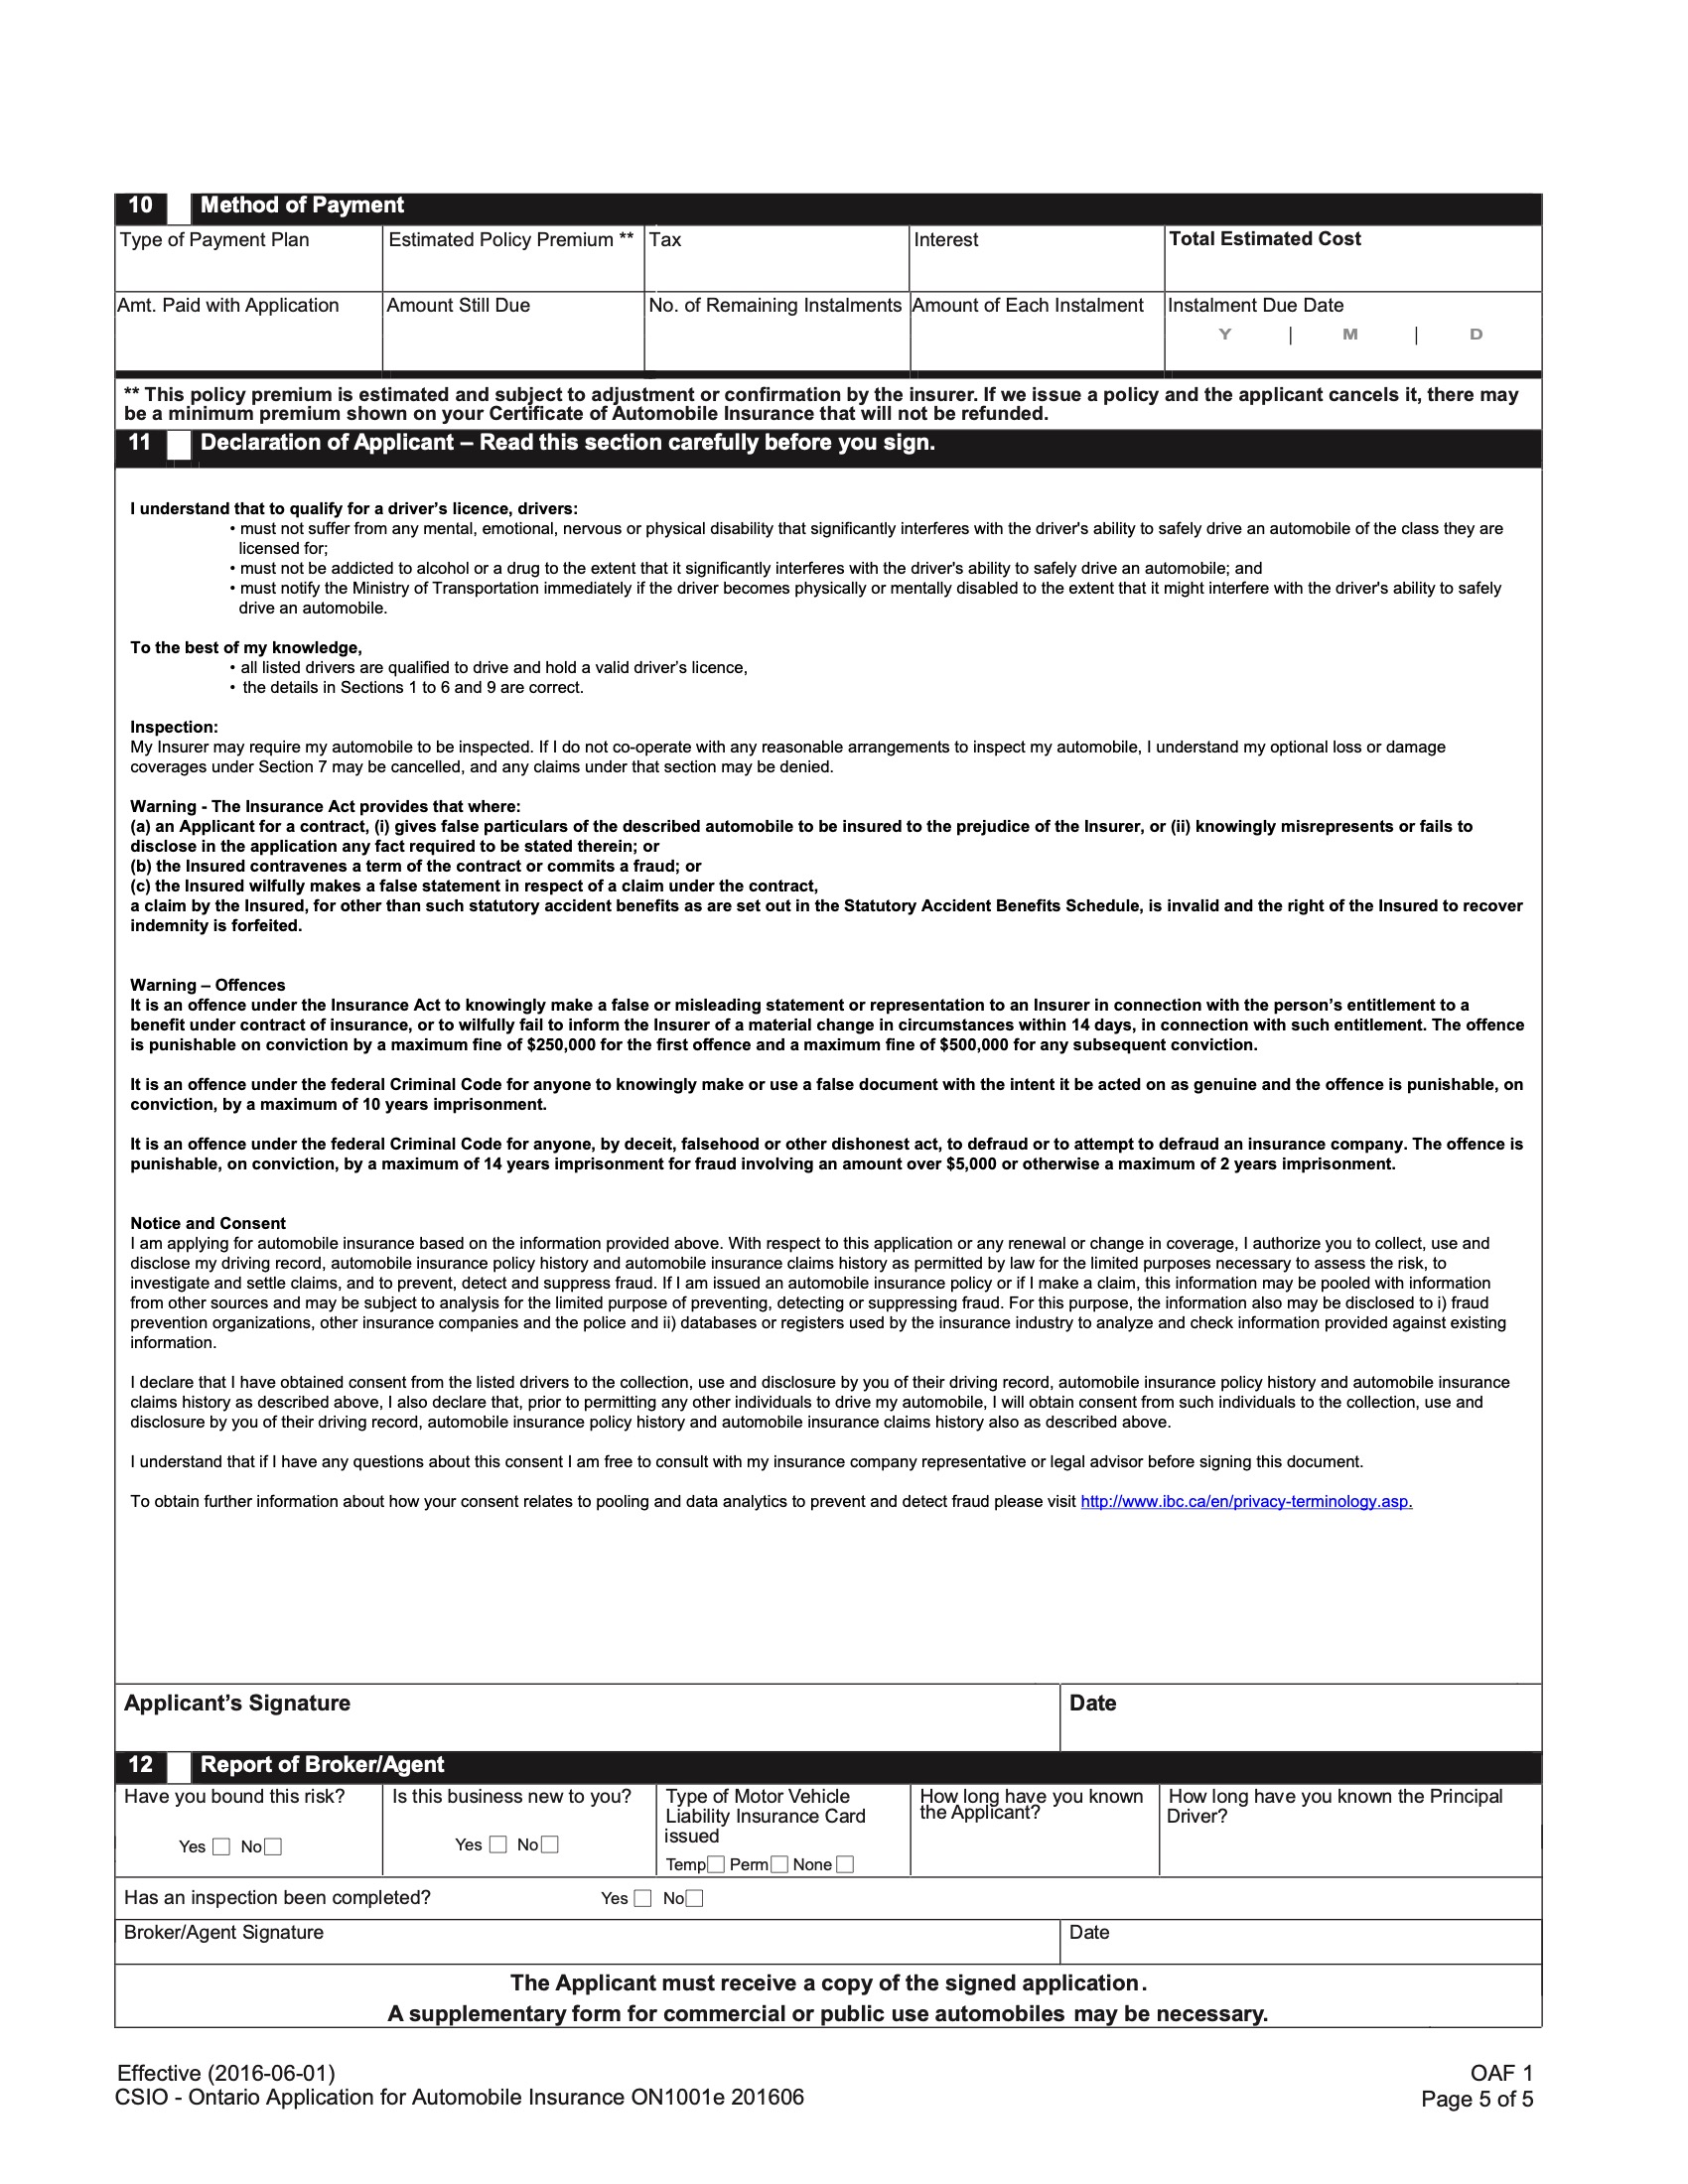 10 Method of Payment
Type of Payment Plan Estimated Policy Premium ** Tax Interest Total Estimated Cost
Amt. Paid with Application Amount Still Due No. of Remaining Instalments Amount of Each Instalment Instalment Due Date
Y | M | D
** This policy premium is estimated and subject to adjustment or confirmation by the insurer. If we issue a policy and the applicant cancels it, there may
be a minimum premium shown on your Certificate of Automobile Insurance that will not be refunded.
11 Declaration of Applicant – Read this section carefully before you sign.
I understand that to qualify for a driver’s licence, drivers:
• must not suffer from any mental, emotional, nervous or physical disability that significantly interferes with the driver's ability to safely drive an automobile of the class they are
licensed for;
• must not be addicted to alcohol or a drug to the extent that it significantly interferes with the driver's ability to safely drive an automobile; and
• must notify the Ministry of Transportation immediately if the driver becomes physically or mentally disabled to the extent that it might interfere with the driver's ability to safely
drive an automobile.
To the best of my knowledge,
• all listed drivers are qualified to drive and hold a valid driver’s licence,
• the details in Sections 1 to 6 and 9 are correct.
Inspection:
My Insurer may require my automobile to be inspected. If I do not co-operate with any reasonable arrangements to inspect my automobile, I understand my optional loss or damage
coverages under Section 7 may be cancelled, and any claims under that section may be denied.
Warning - The Insurance Act provides that where:
(a) an Applicant for a contract, (i) gives false particulars of the described automobile to be insured to the prejudice of the Insurer, or (ii) knowingly misrepresents or fails to
disclose in the application any fact required to be stated therein; or
(b) the Insured contravenes a term of the contract or commits a fraud; or
(c) the Insured wilfully makes a false statement in respect of a claim under the contract,
a claim by the Insured, for other than such statutory accident benefits as are set out in the Statutory Accident Benefits Schedule, is invalid and the right of the Insured to recover
indemnity is forfeited.
Warning – Offences
It is an offence under the Insurance Act to knowingly make a false or misleading statement or representation to an Insurer in connection with the person’s entitlement to a
benefit under contract of insurance, or to wilfully fail to inform the Insurer of a material change in circumstances within 14 days, in connection with such entitlement. The offence
is punishable on conviction by a maximum fine of $250,000 for the first offence and a maximum fine of $500,000 for any subsequent conviction.
It is an offence under the federal Criminal Code for anyone to knowingly make or use a false document with the intent it be acted on as genuine and the offence is punishable, on
conviction, by a maximum of 10 years imprisonment.
It is an offence under the federal Criminal Code for anyone, by deceit, falsehood or other dishonest act, to defraud or to attempt to defraud an insurance company. The offence is
punishable, on conviction, by a maximum of 14 years imprisonment for fraud involving an amount over $5,000 or otherwise a maximum of 2 years imprisonment.
Notice and Consent
I am applying for automobile insurance based on the information provided above. With respect to this application or any renewal or change in coverage, I authorize you to collect, use and
disclose my driving record, automobile insurance policy history and automobile insurance claims history as permitted by law for the limited purposes necessary to assess the risk, to
investigate and settle claims, and to prevent, detect and suppress fraud. If I am issued an automobile insurance policy or if I make a claim, this information may be pooled with information
from other sources and may be subject to analysis for the limited purpose of preventing, detecting or suppressing fraud. For this purpose, the information also may be disclosed to i) fraud
prevention organizations, other insurance companies and the police and ii) databases or registers used by the insurance industry to analyze and check information provided against existing
information.
I declare that I have obtained consent from the listed drivers to the collection, use and disclosure by you of their driving record, automobile insurance policy history and automobile insurance
claims history as described above, I also declare that, prior to permitting any other individuals to drive my automobile, I will obtain consent from such individuals to the collection, use and
disclosure by you of their driving record, automobile insurance policy history and automobile insurance claims history also as described above.
I understand that if I have any questions about this consent I am free to consult with my insurance company representative or legal advisor before signing this document.
To obtain further information about how your consent relates to pooling and data analytics to prevent and detect fraud please visit http://www.ibc.ca/en/privacy-terminology.asp.
Applicant’s Signature Date
12 Report of Broker/Agent
Have you bound this risk? Is this business new to you? Type of Motor Vehicle How long have you known How long have you known the Principal
Liability Insurance Card the Applicant? Driver?
issued
Yes No Yes No Temp Perm None
Has an inspection been completed? Yes No
Broker/Agent Signature Date
The Applicant must receive a copy of the signed application.
A supplementary form for commercial or public use automobiles may be necessary.
Effective (2016-06-01) OAF 1
CSIO - Ontario Application for Automobile Insurance ON1001e 201606 Page 5 of 5